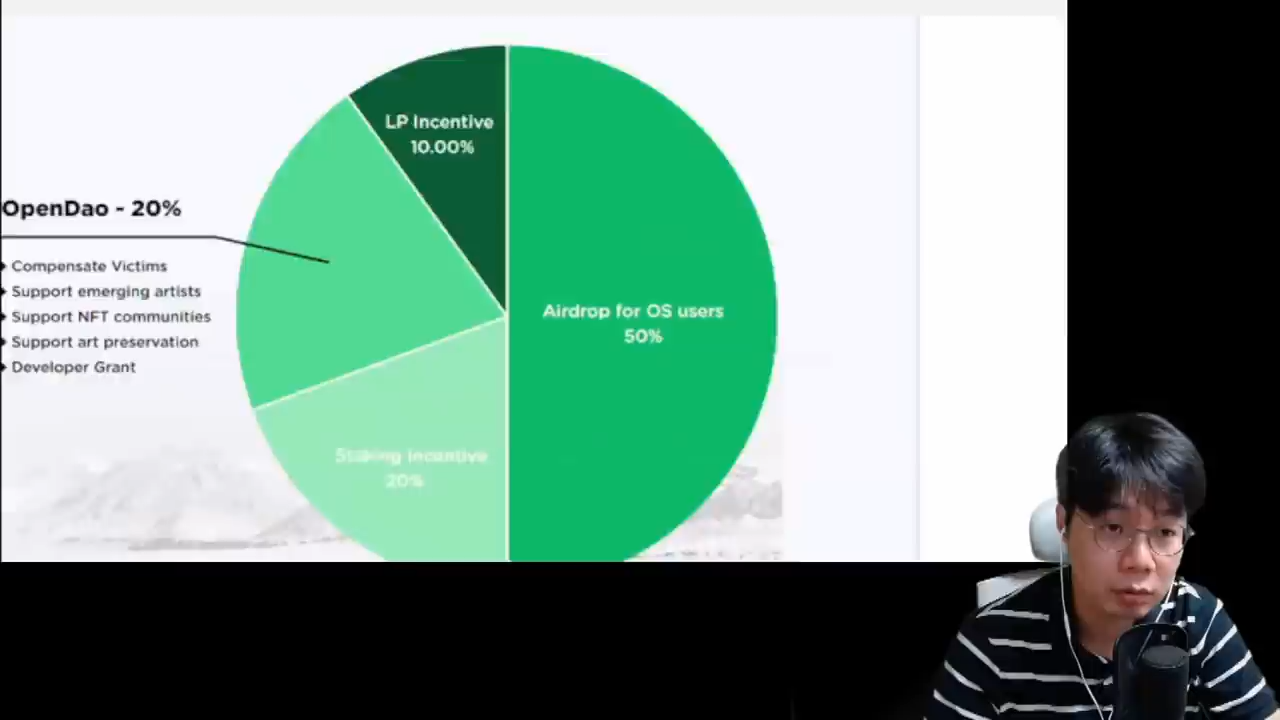 LP Incentive
10.00%
OpenDao - 20%
Compensate Victims
Support emerging artists
Support NFT communities
Support art preservation
Developer Grant
Airdrop for OS users
50%
Staking Incentive
20%